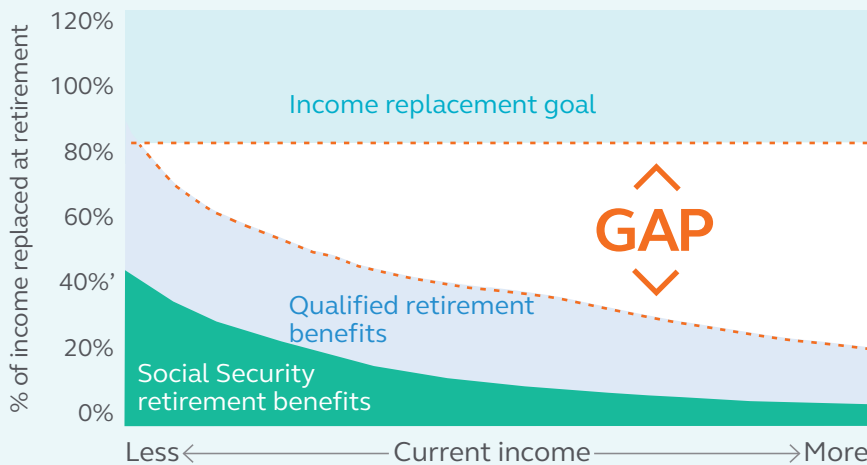 % of income replaced at retirement
120%
100%
80%
60%
40%’
20%
0%
Income replacement goal
GAP
Qualified retirement
benefits
Social Security
retirement benefits
Less
Current income
More